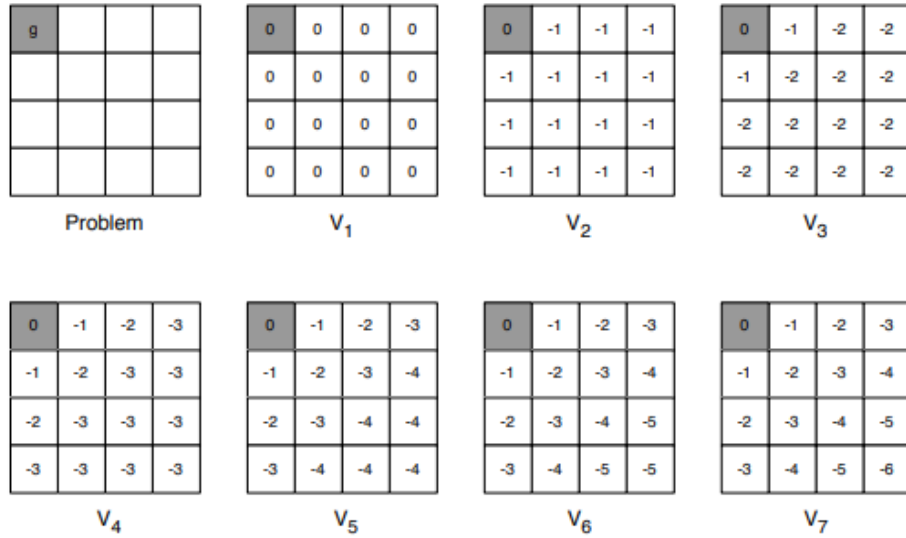 g 0 0 0 0 0 -1 -1 -1 0 -1 -2 -2
0 0 0 0 -1 -1 -1 -1 -1 -2 -2 -2
0 0 0 0 -1 -1 -1 -1 -2 -2 -2 -2
0 0 0 0 -1 -1 -1 -1 -2 -2 -2 -2
Problem V1 V2 V3
0 -1 -2 -3 0 -1 -2 -3 0 -1 -2 -3 0 -1 -2 -3
-1 -2 -3 -3 -1 -2 -3 -4 -1 -2 -3 -4 -1 -2 -3 -4
-2 -3 -3 -3 -2 -3 -4 -4 -2 -3 -4 -5 -2 -3 -4 -5
-3 -3 -3 -3 -3 -4 -4 -4 -3 -4 -5 -5 -3 -4 -5 -6
V4 V5 V6 V7